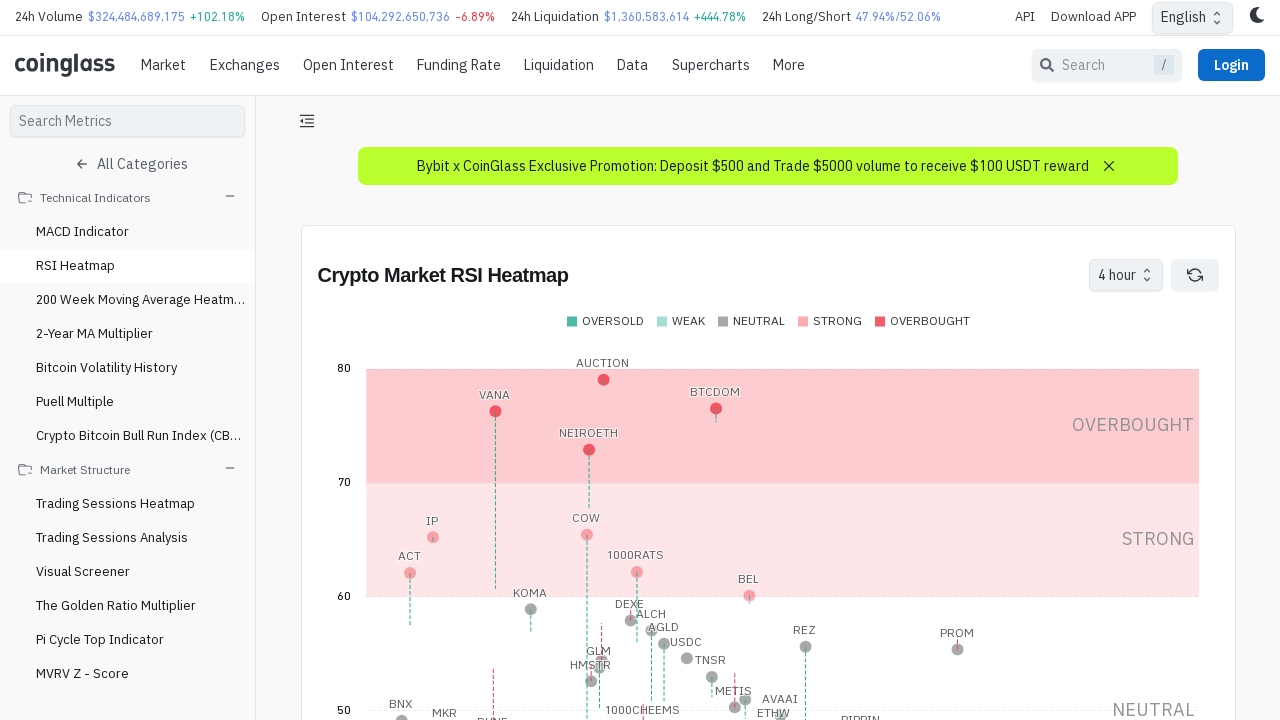 24h Volume $324,484,689,175 +102.18% Open Interest $104,292,650,736 -6.89% 24h Liquidation $1,360,583,614 +444.78% 24h Long/Short 47.94%/52.06% API Download APP English
coinglass Market Exchanges Open Interest Funding Rate Liquidation Data Supercharts More Search / Login
Search Metrics
All Categories
Technical Indicators
MACD Indicator
RSI Heatmap
200 Week Moving Average Heatm...
2-Year MA Multiplier
Bitcoin Volatility History
Puell Multiple
Crypto Bitcoin Bull Run Index (CB...
Market Structure
Trading Sessions Heatmap
Trading Sessions Analysis
Visual Screener
The Golden Ratio Multiplier
Pi Cycle Top Indicator
MVRV Z - Score
Bybit x CoinGlass Exclusive Promotion: Deposit $500 and Trade $5000 volume to receive $100 USDT reward
Crypto Market RSI Heatmap
4 hour
OVERSOLD WEAK NEUTRAL STRONG OVERBOUGHT
AUCTION
80
BTCDOM
VANA
OVERBOUGHT
NEIROETH
70
COW
IP
STRONG
1000RATS
ACT
BEL
KOMA
60
DEXE
ALCH
AGLD
REZ
PROM
USDC
GLM
TNSR
HMSTR
METIS
AVAAI
BNX
50
1000CHEEMS
NEUTRAL
MKR
ETHW
PIPPIN